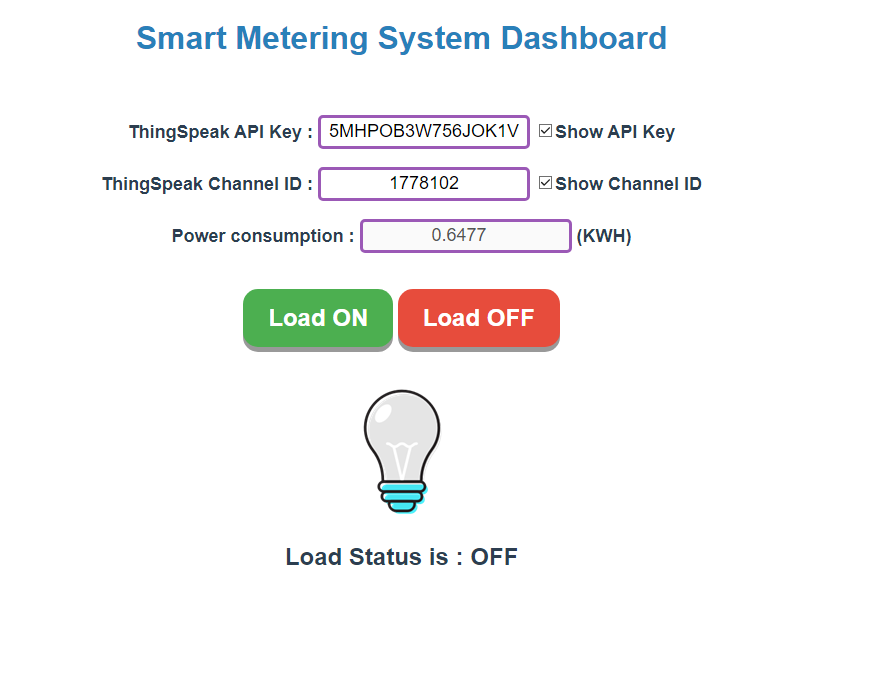 Smart Metering System Dashboard
ThingSpeak API Key : 5MHPOB3W756JOK1V Show API Key
ThingSpeak Channel ID : 1778102 Show Channel ID
Power consumption : 0.6477 (KWH)
Load ON Load OFF
Load Status is : OFF